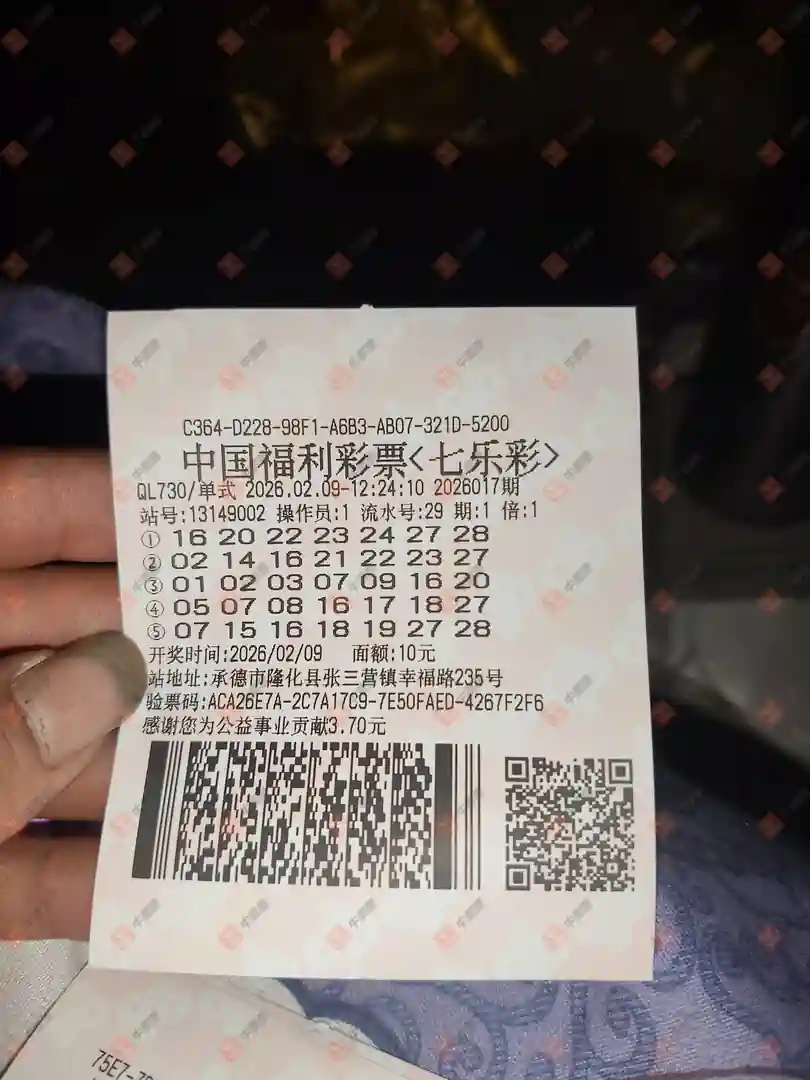 C364-D228-98F1-A6B3-AB07-321D-5200
中国福利彩票<七乐彩>
QL730/单式 2026.02.09-12:24:10 2026017期
站号:13149002 操作员:1 流水号:29 期:1 倍:1
① 16 20 22 23 24 27 28
② 02 14 16 21 22 23 27
③ 01 02 03 07 09 16 20
④ 05 07 08 16 17 18 27
⑤ 07 15 16 18 19 27 28
开奖时间:2026/02/09 面额:10元
站地址:承德市隆化县张三营镇幸福路235号
验票码:ACA26E7A-2C7A17C9-7E50FAED-4267F2F6
感谢您为公益事业贡献3.70元